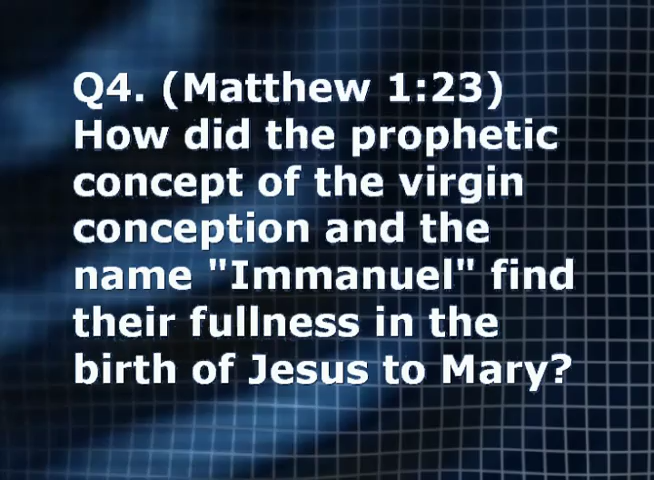 Q4. (Matthew 1:23)
How did the prophetic
concept of the virgin
conception and the
name "Immanuel" find
their fullness in the
birth of Jesus to Mary?